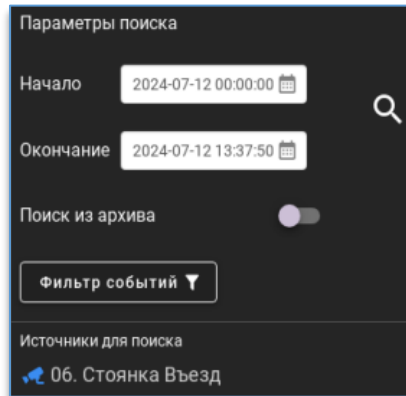 Параметры поиска
Начало 2024-07-12 00:00:00
Окончание 2024-07-12 13:37:50
Поиск из архива
Фильтр событий
Источники для поиска
06. Стоянка Въезд